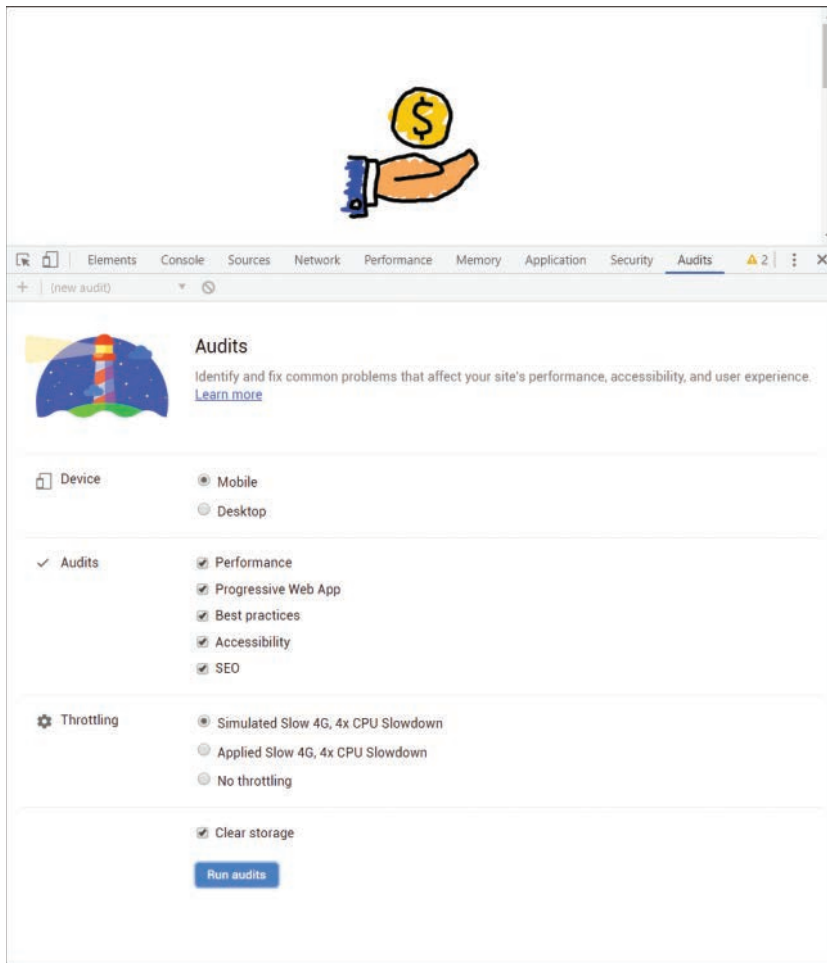 $
Elements Console Sources Network Performance Memory Application Security Audits 2
(new audit)
Audits
Identify and fix common problems that affect your site's performance, accessibility, and user experience.
Learn more
Device
Mobile
Desktop
Audits
Performance
Progressive Web App
Best practices
Accessibility
SEO
Throttling
Simulated Slow 4G, 4x CPU Slowdown
Applied Slow 4G, 4x CPU Slowdown
No throttling
Clear storage
Run audits